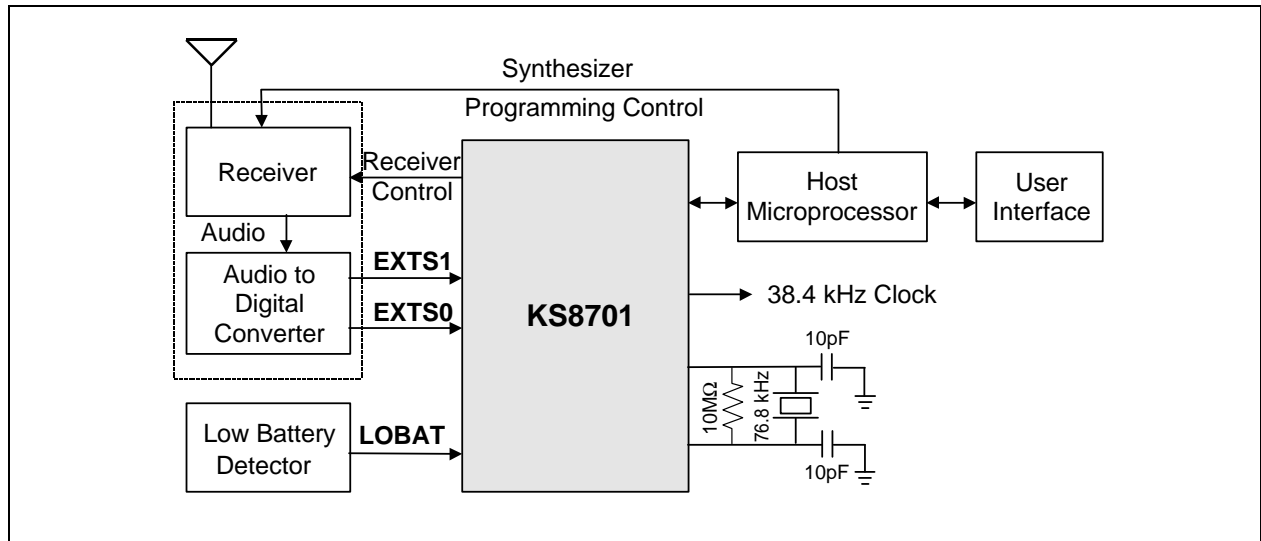 Synthesizer
Programming Control
Receiver
Receiver
Control
Host
Microprocessor
User
Interface
Audio
Audio to
Digital
Converter
EXTS1
EXTS0
KS8701
38.4 kHz Clock
10pF
10MΩ
76.8 kHz
10pF
Low Battery
Detector
LOBAT